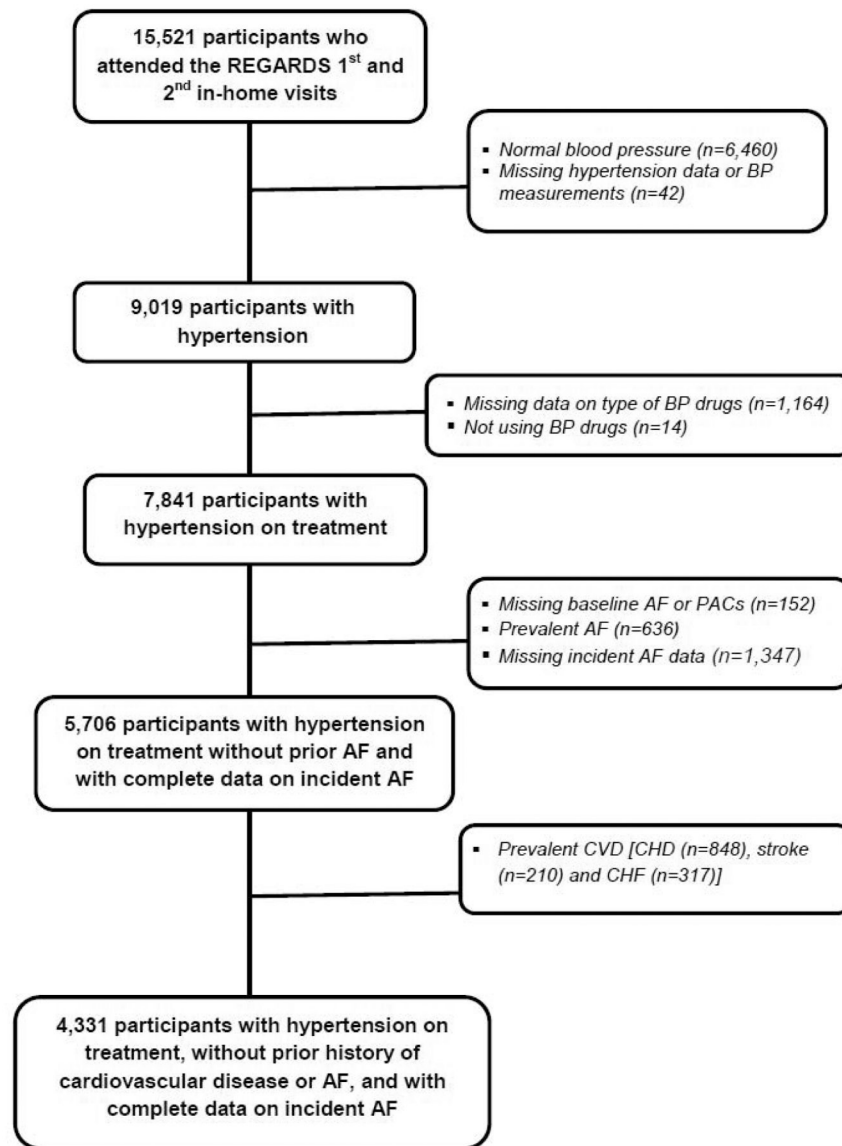 15,521 participants who
attended the REGARDS 1st and
2nd in-home visits
▪ Normal blood pressure (n=6,460)
▪ Missing hypertension data or BP
measurements (n=42)
9,019 participants with
hypertension
▪ Missing data on type of BP drugs (n=1,164)
▪ Not using BP drugs (n=14)
7,841 participants with
hypertension on treatment
▪ Missing baseline AF or PACs (n=152)
▪ Prevalent AF (n=636)
▪ Missing incident AF data (n=1,347)
5,706 participants with hypertension
on treatment without prior AF and
with complete data on incident AF
▪ Prevalent CVD [CHD (n=848), stroke
(n=210) and CHF (n=317)]
4,331 participants with hypertension on
treatment, without prior history of
cardiovascular disease or AF, and with
complete data on incident AF